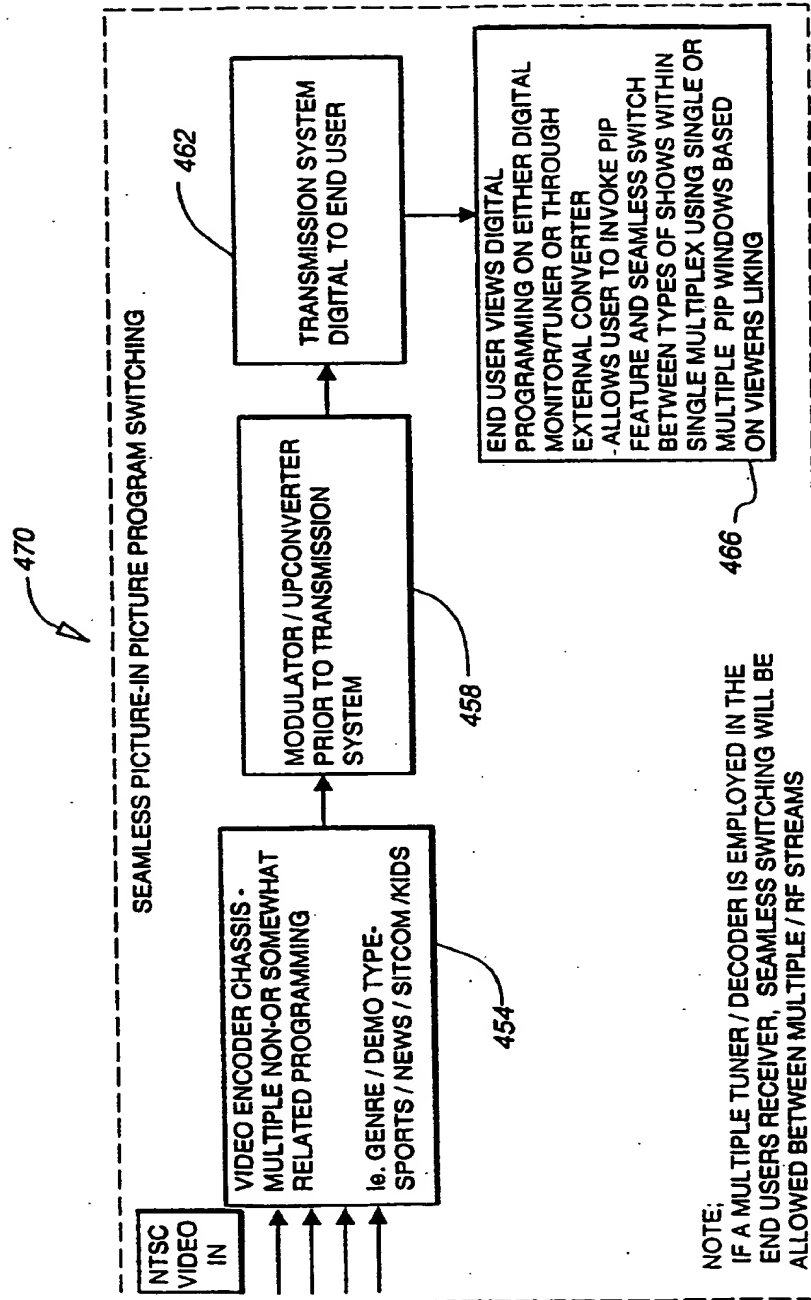 470
SEAMLESS PICTURE-IN PICTURE PROGRAM SWITCHING
NTSC
VIDEO
IN
VIDEO ENCODER CHASSIS -
MULTIPLE NON-OR SOMEWHAT
RELATED PROGRAMMING
Ie. GENRE / DEMO TYPE-
SPORTS / NEWS / SITCOM /KIDS
454
MODULATOR / UPCONVERTER
PRIOR TO TRANSMISSION
SYSTEM
458
TRANSMISSION SYSTEM
DIGITAL TO END USER
462
END USER VIEWS DIGITAL
PROGRAMMING ON EITHER DIGITAL
MONITOR/TUNER OR THROUGH
EXTERNAL CONVERTER
-ALLOWS USER TO INVOKE PIP
FEATURE AND SEAMLESS SWITCH
BETWEEN TYPES OF SHOWS WITHIN
SINGLE MULTIPLEX USING SINGLE OR
MULTIPLE PIP WINDOWS BASED
ON VIEWERS LIKING
466
NOTE;
IF A MULTIPLE TUNER / DECODER IS EMPLOYED IN THE
END USERS RECEIVER, SEAMLESS SWITCHING WILL BE
ALLOWED BETWEEN MULTIPLE / RF STREAMS